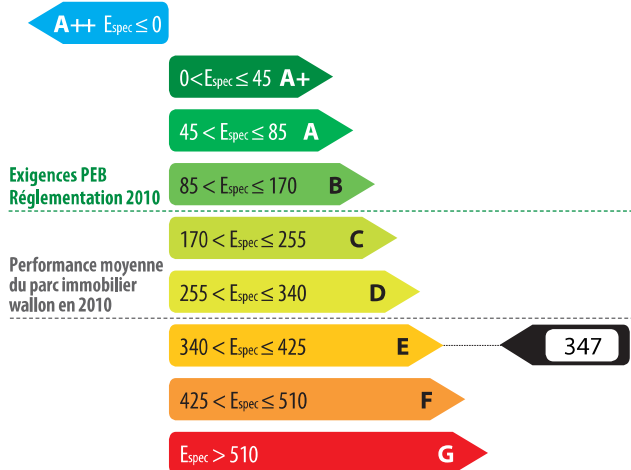 A++ Espec ≤ 0
0<Espec ≤ 45 A+
45 < Espec ≤ 85 A
Exigences PEB
Réglementation 2010
85 < Espec ≤ 170 B
170 < Espec ≤ 255 C
Performance moyenne
du parc immobilier
wallon en 2010
255 < Espec ≤ 340 D
340 < Espec ≤ 425 E
347
425 < Espec ≤ 510 F
Espec > 510 G